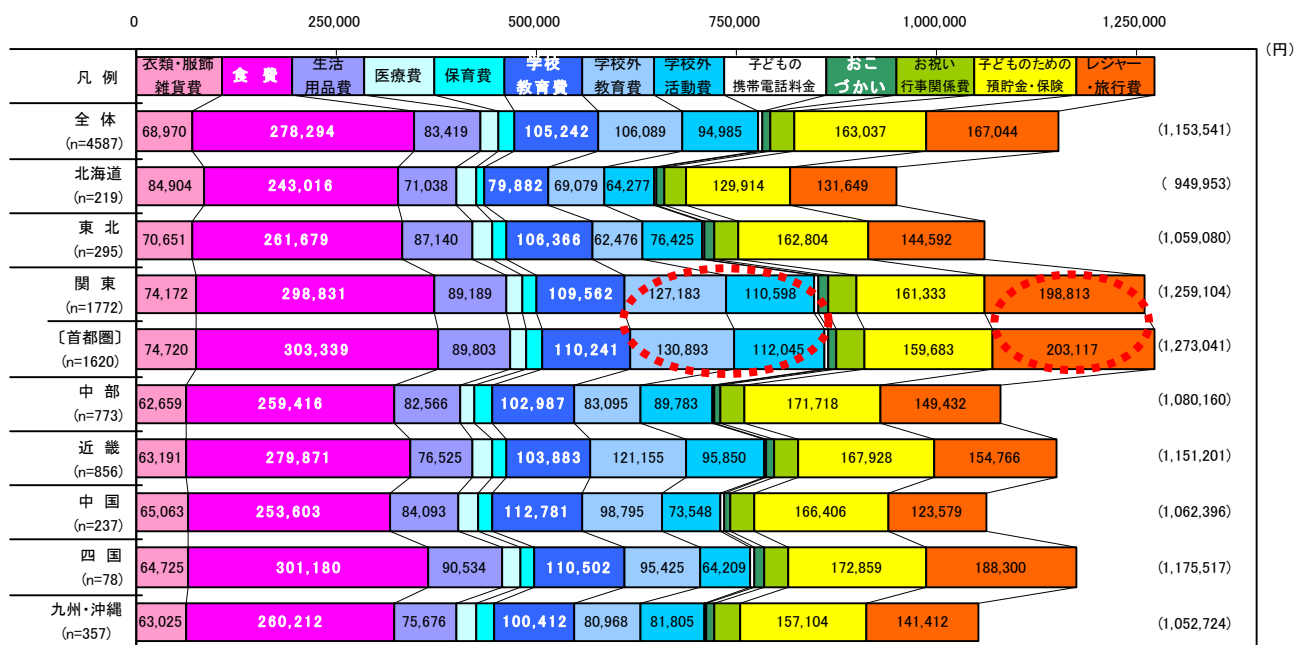 0 250,000 500,000 750,000 1,000,000 1,250,000
(円)
凡 例 衣類・服飾雑貨費 食 費 生活用品費 医療費 保育費 学校教育費 学校外教育費 学校外活動費 子どもの携帯電話料金 おこづかい お祝い行事関係費 子どものための預貯金・保険 レジャー・旅行費
全 体
(n=4587)
68,970 278,294 83,419 105,242 106,089 94,985 163,037 167,044 (1,153,541)
北海道
(n=219)
84,904 243,016 71,038 79,882 69,079 64,277 129,914 131,649 ( 949,953)
東 北
(n=295)
70,651 261,679 87,140 106,366 62,476 76,425 162,804 144,592 (1,059,080)
関 東
(n=1772)
74,172 298,831 89,189 109,562 127,183 110,598 161,333 198,813 (1,259,104)
〔首都圏〕
(n=1620)
74,720 303,339 89,803 110,241 130,893 112,045 159,683 203,117 (1,273,041)
中 部
(n=773)
62,659 259,416 82,566 102,987 83,095 89,783 171,718 149,432 (1,080,160)
近 畿
(n=856)
63,191 279,871 76,525 103,883 121,155 95,850 167,928 154,766 (1,151,201)
中 国
(n=237)
65,063 253,603 84,093 112,781 98,795 73,548 166,406 123,579 (1,062,396)
四 国
(n=78)
64,725 301,180 90,534 110,502 95,425 64,209 172,859 188,300 (1,175,517)
九州・沖縄
(n=357)
63,025 260,212 75,676 100,412 80,968 81,805 157,104 141,412 (1,052,724)